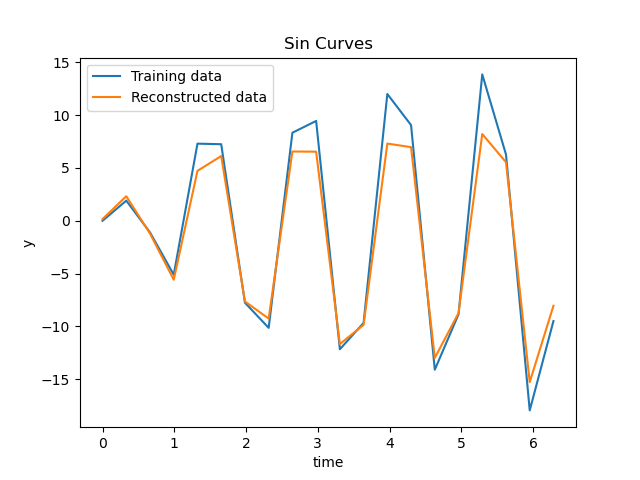 Sin Curves
Training data
Reconstructed data
15
10
5
0
−5
−10
−15
y
0 1 2 3 4 5 6
time